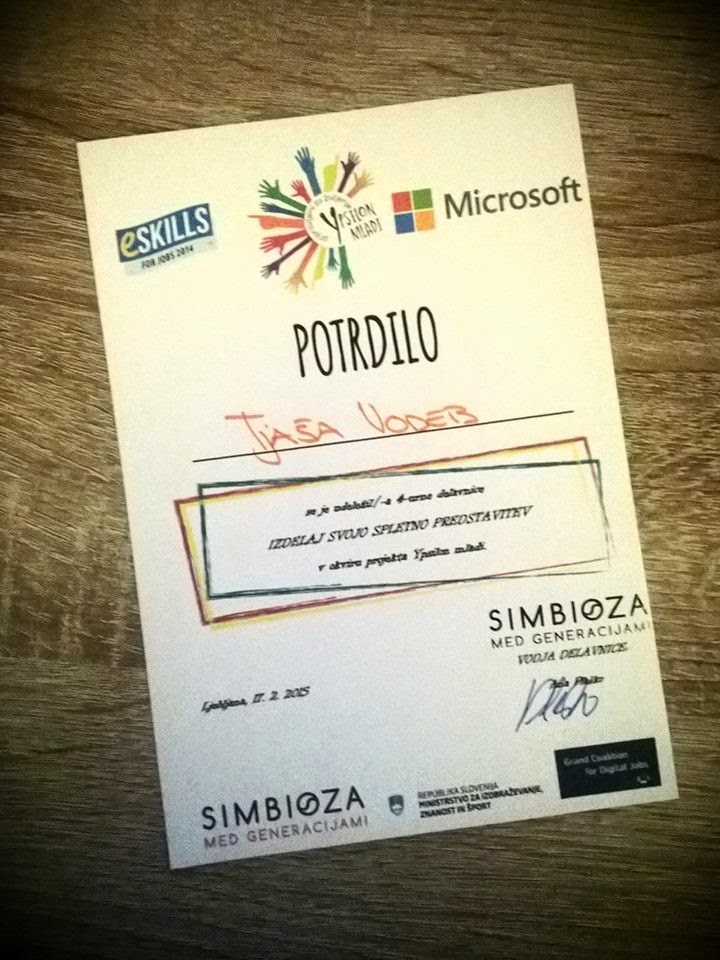 eSKILLS
FOR JOBS 2014
YPSILON
MLADI
Microsoft
POTRDILO
TJAŠA VODEB
se je udeležil/-a 4-urne delavnice
IZDELAJ SVOJO SPLETNO PREDSTAVITEV
v okviru projekta Ypsilon mladi.
SIMBIOZA
MED GENERACIJAMI
VODJA DELAVNICE:
Ljubljana, 17. 2. 2015
SIMBIOZA
MED GENERACIJAMI
REPUBLIKA SLOVENIJA
MINISTRSTVO ZA IZOBRAŽEVANJE,
ZNANOST IN ŠPORT
Grand Coalition
for Digital Jobs